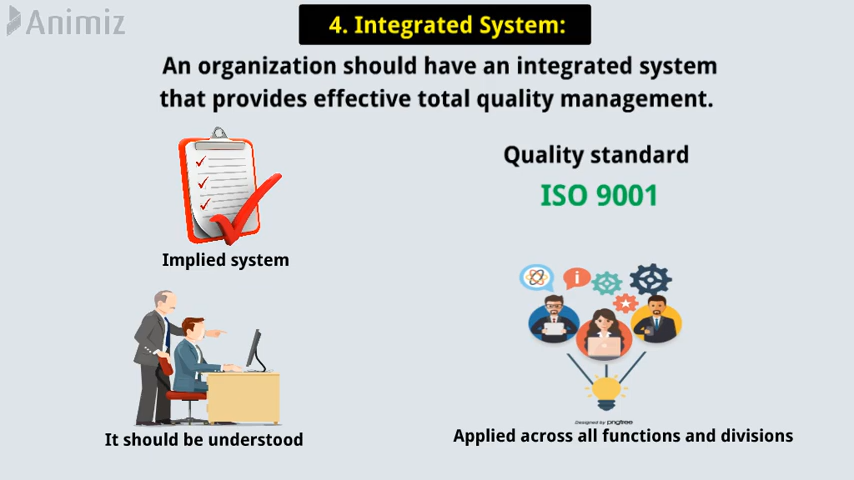 Animiz
4. Integrated System:
An organization should have an integrated system
that provides effective total quality management.
Quality standard
ISO 9001
Implied system
It should be understood
Designed by pngtree
Applied across all functions and divisions